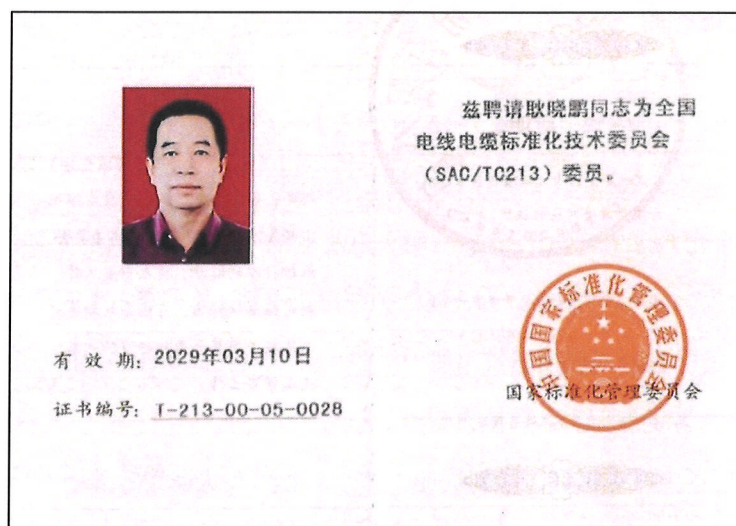 兹聘请耿晓鹏同志为全国
电线电缆标准化技术委员会
（SAC/TC213）委员。
有 效 期：2029年03月10日
证书编号：T-213-00-05-0028
中国国家标准化管理委员会
国家标准化管理委员会